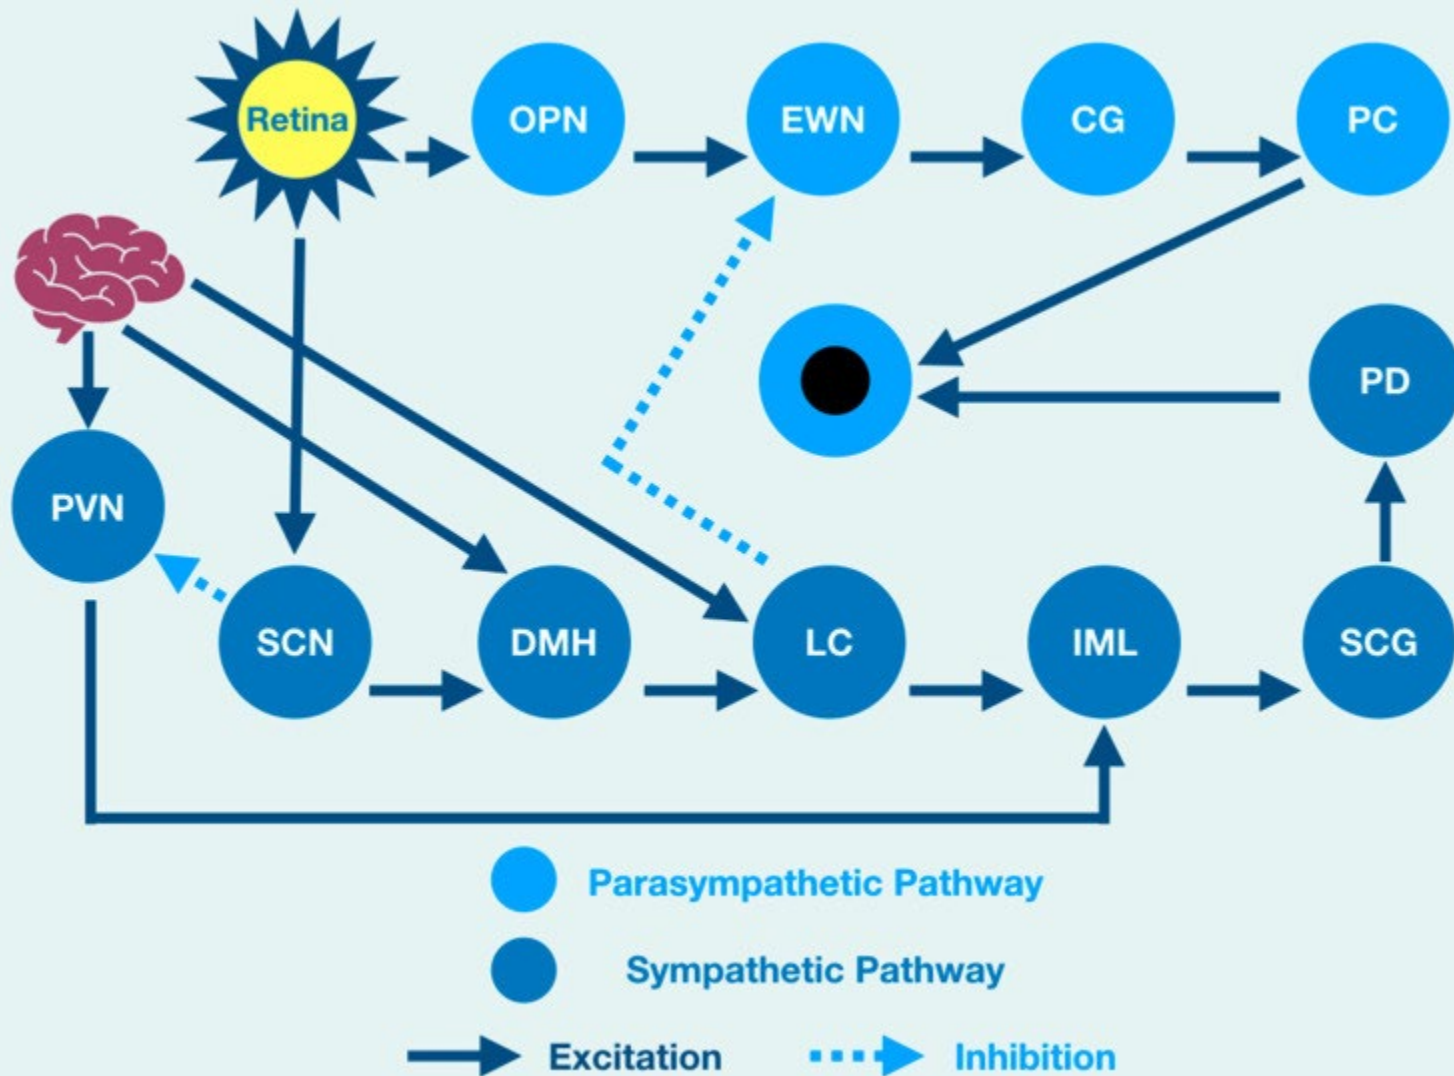 Retina
OPN
EWN
CG
PC
PD
PVN
SCN
DMH
LC
IML
SCG
Parasympathetic Pathway
Sympathetic Pathway
Excitation
Inhibition